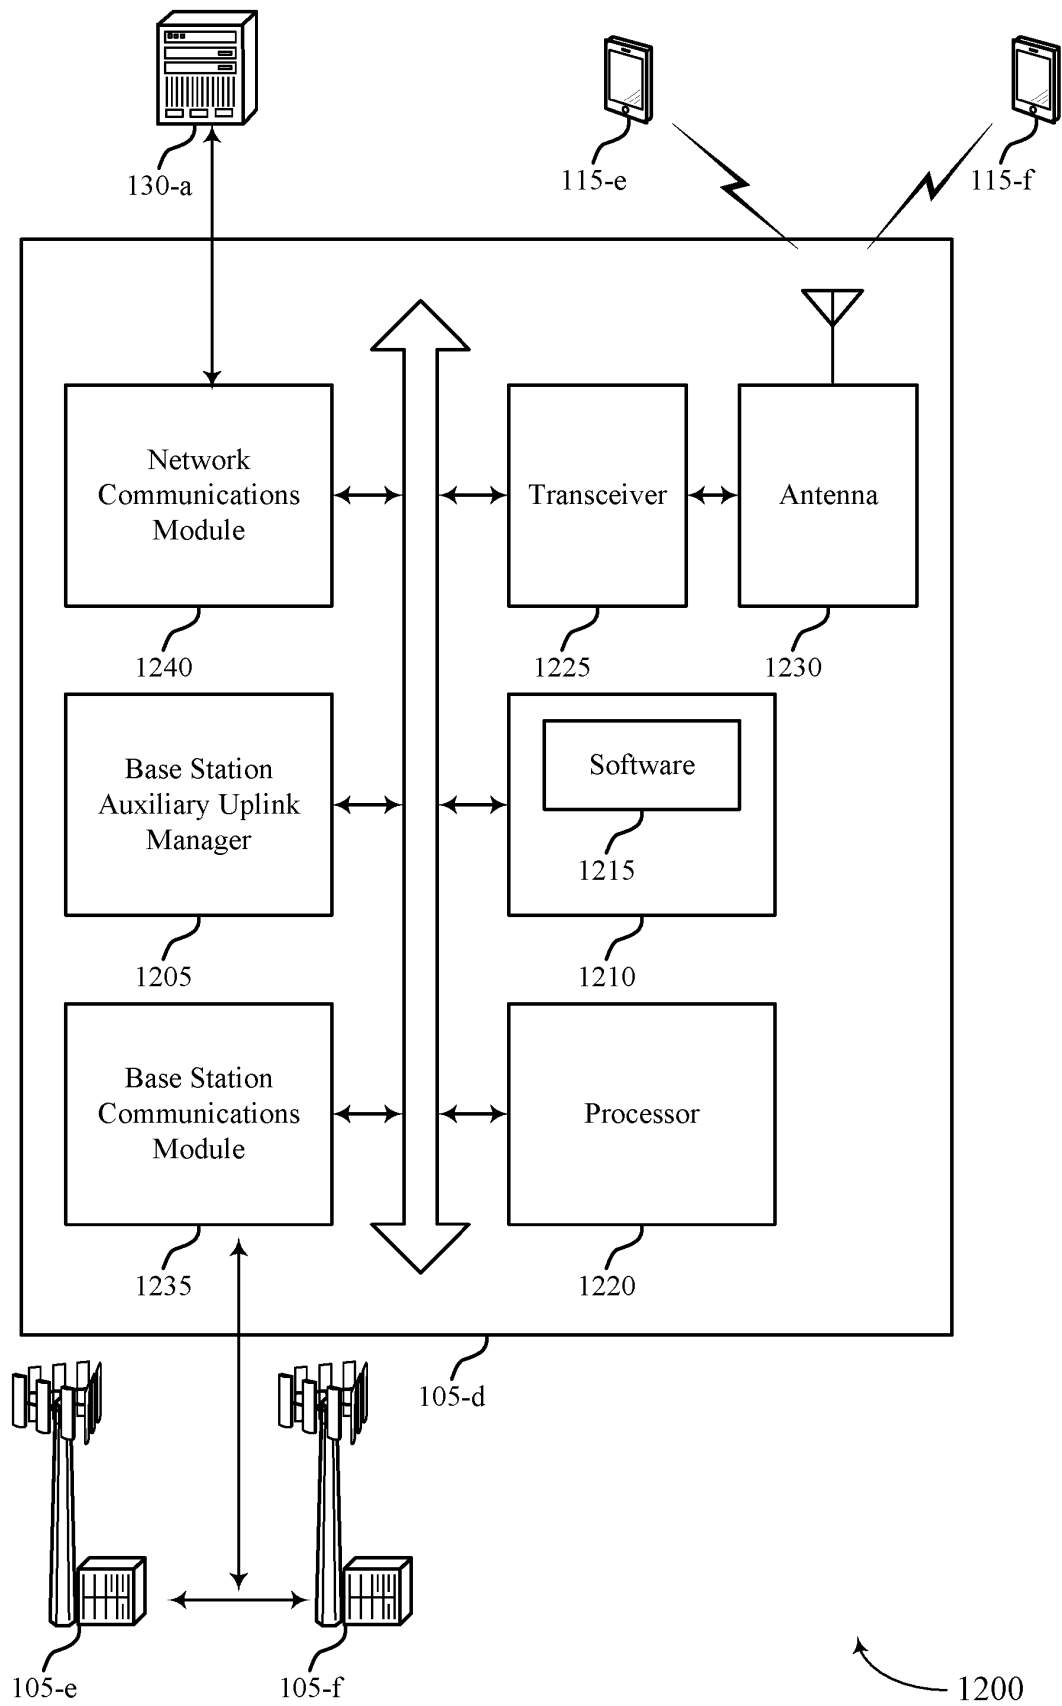 130-a
115-e
115-f
Network
Communications
Module
1240
Transceiver
1225
Antenna
1230
Base Station
Auxiliary Uplink
Manager
1205
Software
1215
1210
Base Station
Communications
Module
1235
Processor
1220
105-d
105-e
105-f
1200